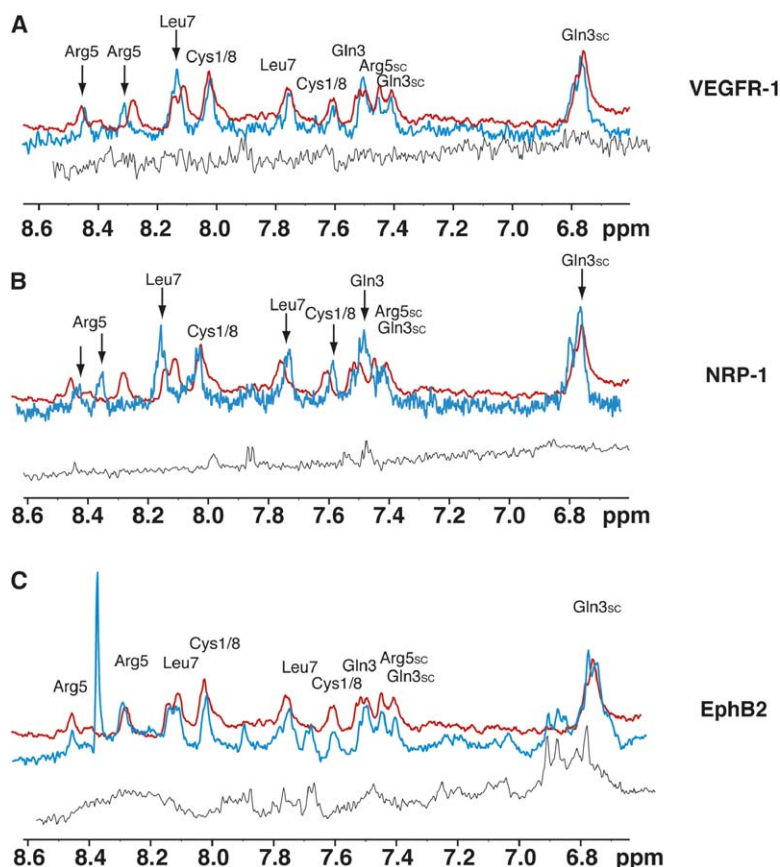 A
Leu7
Arg5 Arg5 Cys1/8 Leu7 Cys1/8 Gln3 Arg5SC Gln3SC Gln3SC
VEGFR-1
8.6 8.4 8.2 8.0 7.8 7.6 7.4 7.2 7.0 6.8 ppm
B
Leu7 Gln3 Gln3SC
Arg5 Cys1/8 Leu7 Cys1/8 Arg5SC Gln3SC
NRP-1
8.6 8.4 8.2 8.0 7.8 7.6 7.4 7.2 7.0 6.8 ppm
C
Gln3SC
Arg5 Arg5 Leu7 Cys1/8 Leu7 Cys1/8 Gln3 Arg5SC Gln3SC
EphB2
8.6 8.4 8.2 8.0 7.8 7.6 7.4 7.2 7.0 6.8 ppm